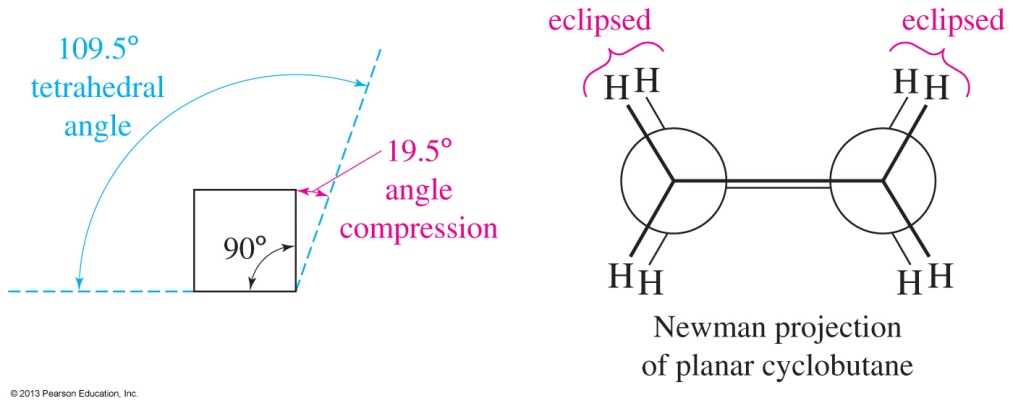 109.5°
tetrahedral
angle
19.5°
angle
compression
90°
eclipsed
eclipsed
HH
HH
HH
HH
Newman projection
of planar cyclobutane
© 2013 Pearson Education, Inc.